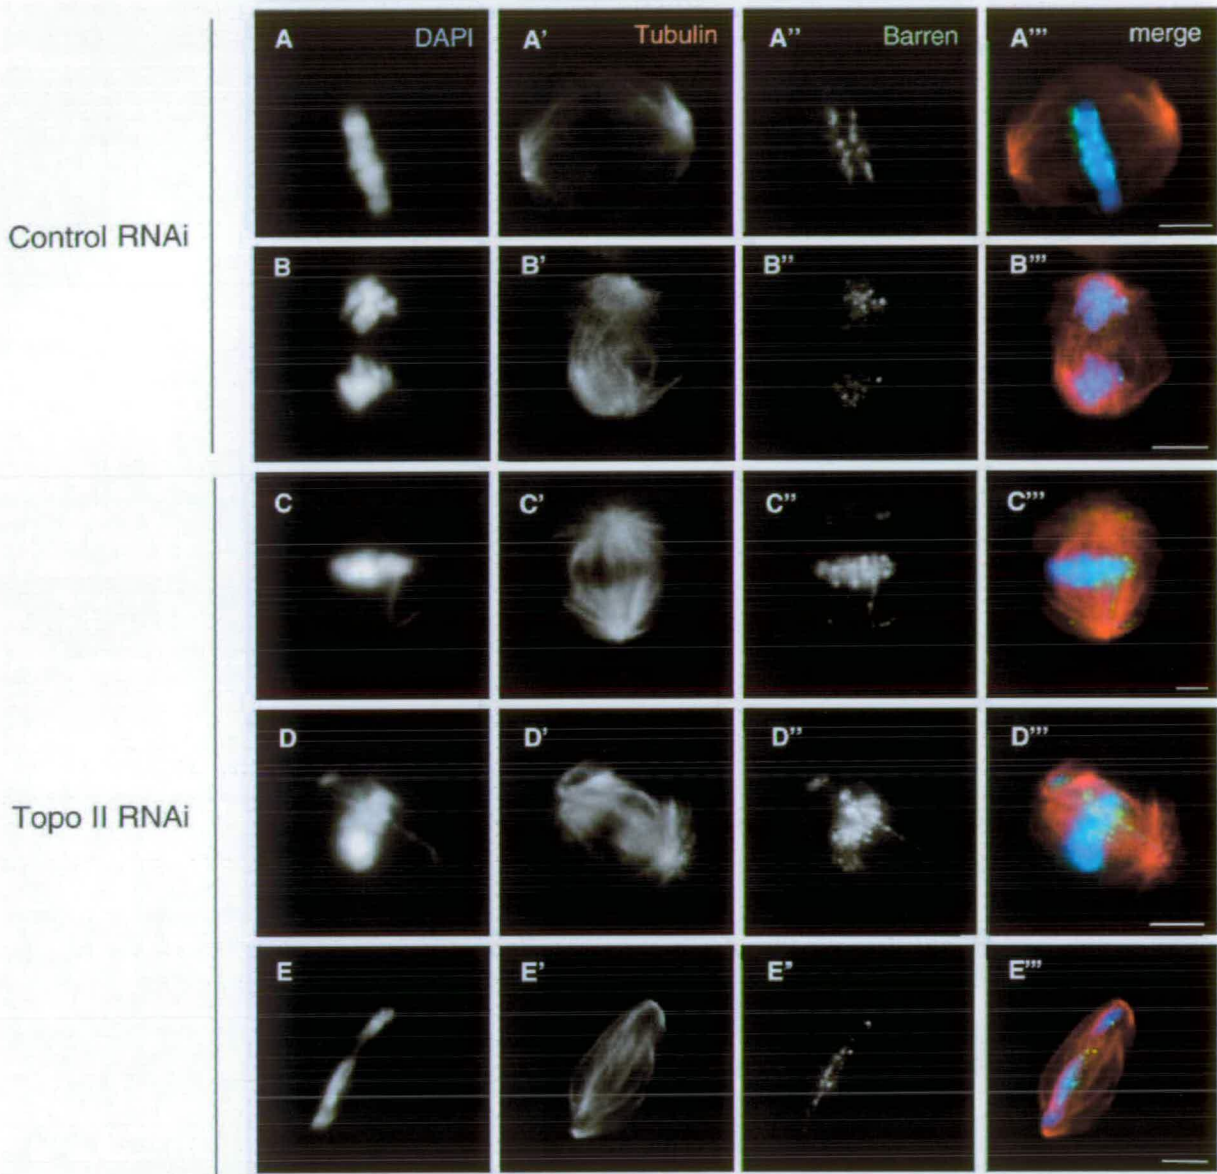 A DAPI A' Tubulin A'' Barren A''' merge
Control RNAi
B B' B'' B'''
C C' C'' C'''
D D' D'' D'''
Topo II RNAi
E E' E'' E'''